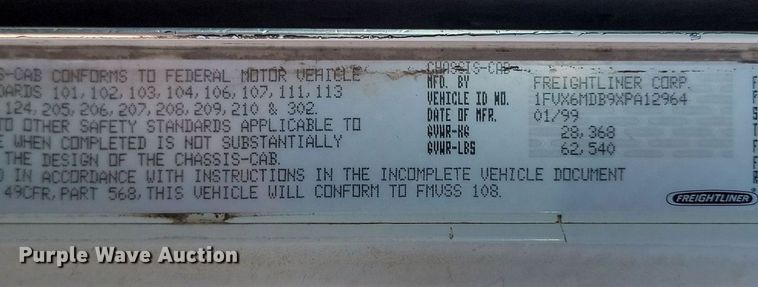 S-CAB CONFORMS TO FEDERAL MOTOR VEHICLE
DARDS 101, 102, 103, 104, 106, 107, 111, 113
124, 205, 206, 207, 208, 209, 210 & 302.
TO OTHER SAFETY STANDARDS APPLICABLE TO
E WHEN COMPLETED IS NOT SUBSTANTIALLY
THE DESIGN OF THE CHASSIS-CAB.
D IN ACCORDANCE WITH INSTRUCTIONS IN THE INCOMPLETE VEHICLE DOCUMENT
49CFR, PART 568, THIS VEHICLE WILL CONFORM TO FMVSS 108.
CHASSIS-CAB
MFD. BY FREIGHTLINER CORP.
VEHICLE ID NO. 1FVX6MDB9XPA12964
DATE OF MFR. 01/99
GVWR-KG 28,368
GVWR-LBS 62,540
FREIGHTLINER
Purple Wave Auction